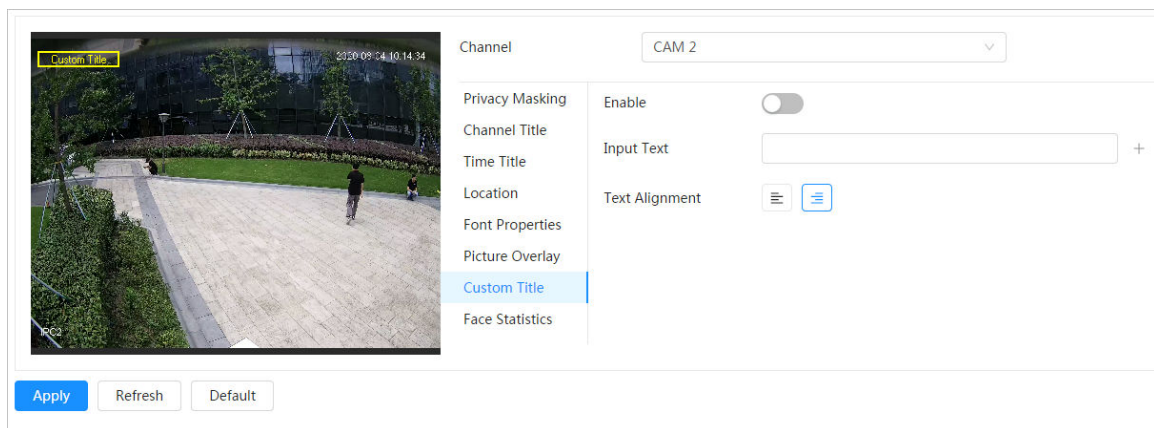 Custom Title
2020-09-04 10:14:34
IPC2
Channel
CAM 2
Privacy Masking
Channel Title
Time Title
Location
Font Properties
Picture Overlay
Custom Title
Face Statistics
Enable
Input Text
+
Text Alignment
Apply
Refresh
Default